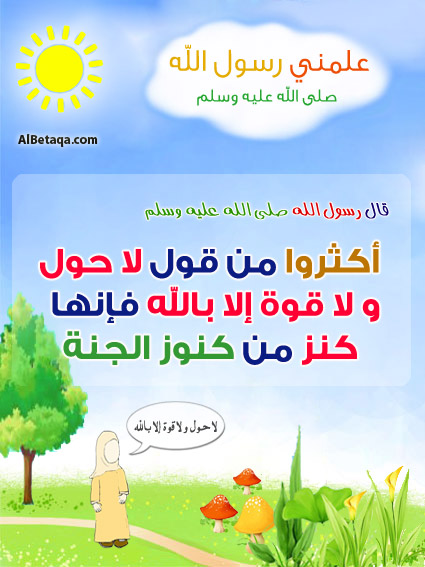 علمني رسول الله
صلى الله عليه وسلم
AlBetaqa.com
قال رسول الله صلى الله عليه وسلم
أكثروا من قول لا حول
و لا قوة إلا بالله فإنها
كنز من كنوز الجنة
لا حول ولا قوة إلا بالله